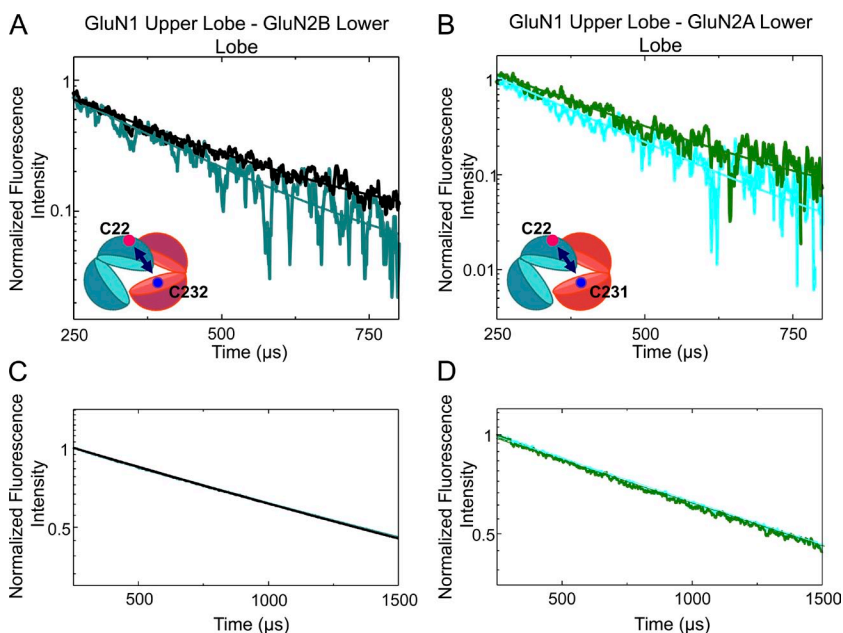 A
GluN1 Upper Lobe - GluN2B Lower
Lobe
Normalized Fluorescence
Intensity
1
0.1
C22
C232
250
500
750
Time (µs)
B
GluN1 Upper Lobe - GluN2A Lower
Lobe
Normalized Fluorescence
Intensity
1
0.1
0.01
C22
C231
250
500
750
Time (µs)
C
Normalized Fluorescence
Intensity
1
0.5
500
1000
1500
Time (µs)
D
Normalized Fluorescence
Intensity
1
0.5
500
1000
1500
Time (µs)